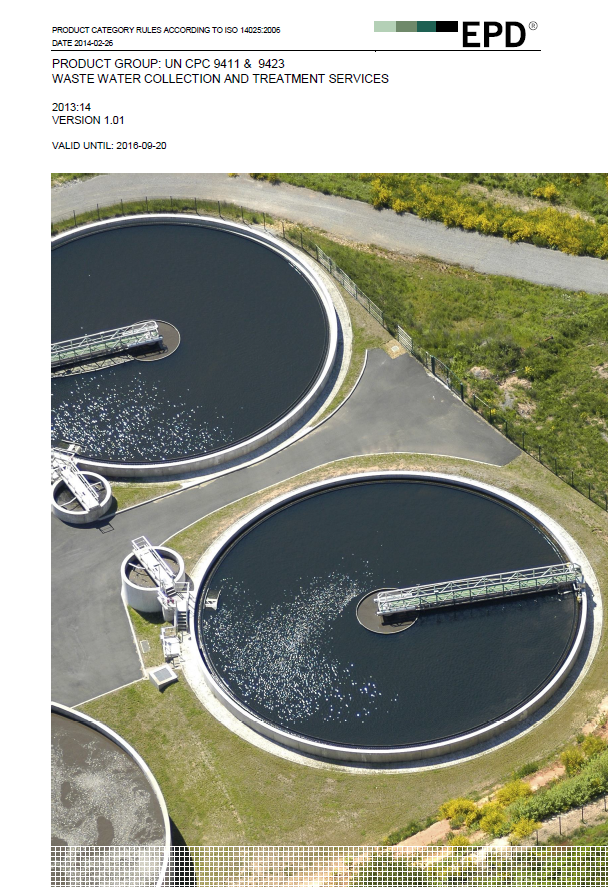 PRODUCT CATEGORY RULES ACCORDING TO ISO 14025:2006
DATE 2014-02-26
EPD®
PRODUCT GROUP: UN CPC 9411 & 9423
WASTE WATER COLLECTION AND TREATMENT SERVICES
2013:14
VERSION 1.01
VALID UNTIL: 2016-09-20